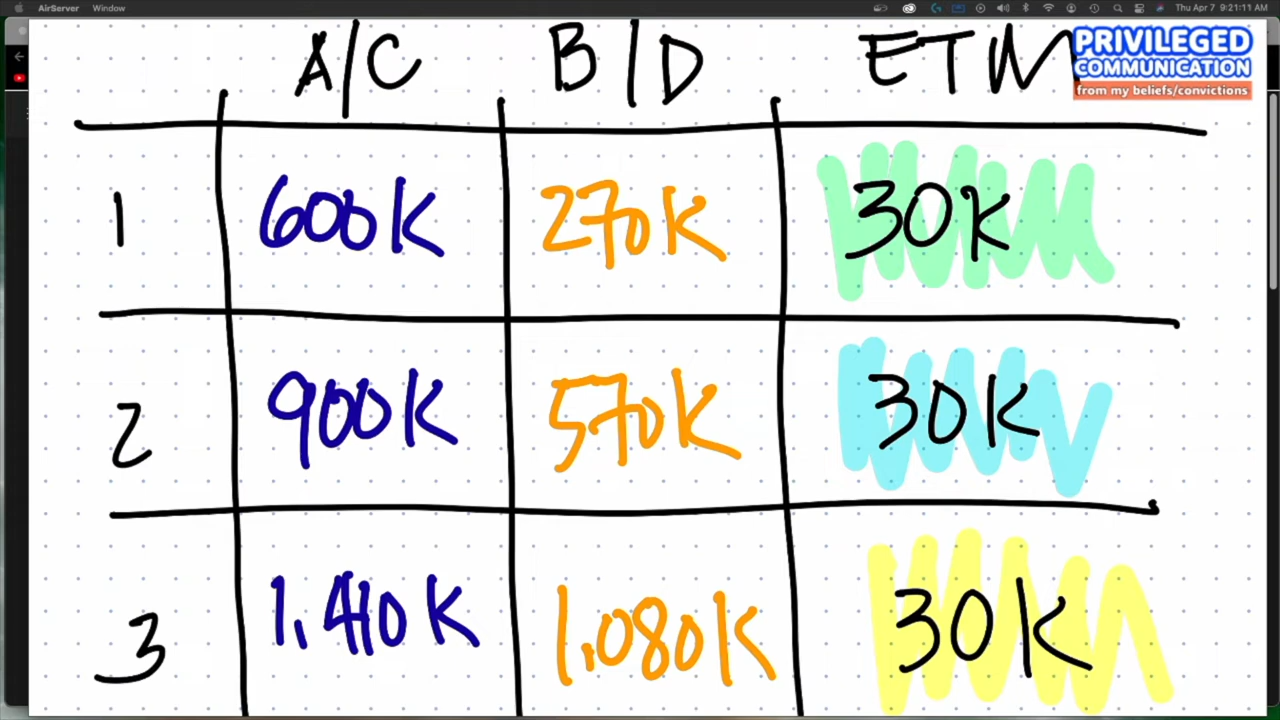 AirServer Window Thu Apr 7 9:21:11 AM
A/C B/D ETM
PRIVILEGED
COMMUNICATION
from my beliefs/convictions
1 600K 270K 30K
2 900K 570K 30K
3 1,410K 1,080K 30K